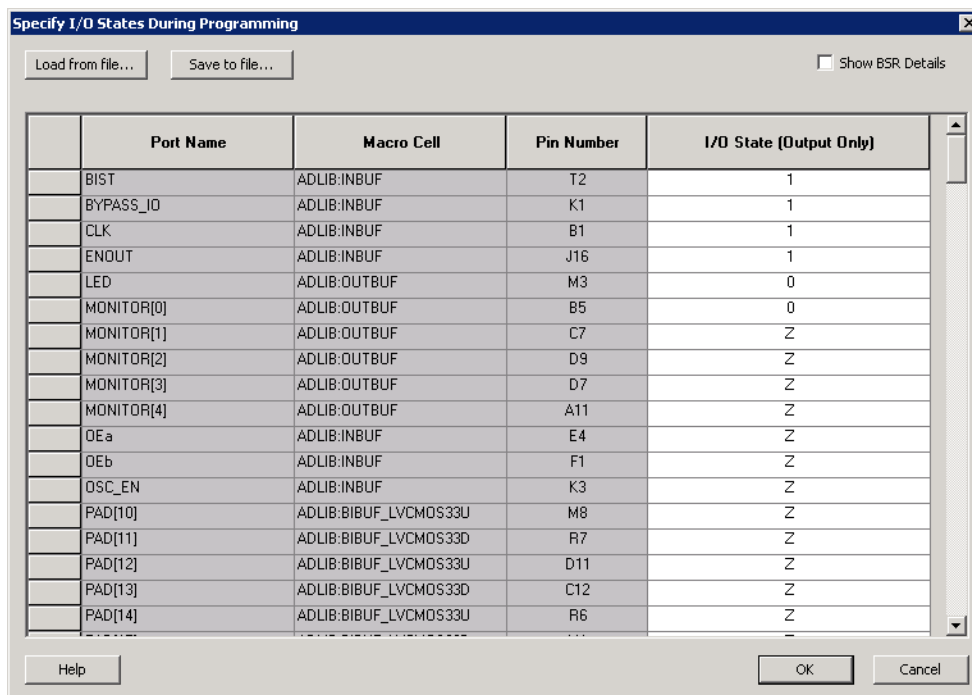 Specify I/O States During Programming
Load from file... Save to file... Show BSR Details
Port Name Macro Cell Pin Number I/O State (Output Only)
BIST ADLIB:INBUF T2 1
BYPASS_IO ADLIB:INBUF K1 1
CLK ADLIB:INBUF B1 1
ENOUT ADLIB:INBUF J16 1
LED ADLIB:OUTBUF M3 0
MONITOR[0] ADLIB:OUTBUF B5 0
MONITOR[1] ADLIB:OUTBUF C7 Z
MONITOR[2] ADLIB:OUTBUF D9 Z
MONITOR[3] ADLIB:OUTBUF D7 Z
MONITOR[4] ADLIB:OUTBUF A11 Z
OEa ADLIB:INBUF E4 Z
OEb ADLIB:INBUF F1 Z
OSC_EN ADLIB:INBUF K3 Z
PAD[10] ADLIB:BIBUF_LVCMOS33U M8 Z
PAD[11] ADLIB:BIBUF_LVCMOS33D R7 Z
PAD[12] ADLIB:BIBUF_LVCMOS33U D11 Z
PAD[13] ADLIB:BIBUF_LVCMOS33D C12 Z
PAD[14] ADLIB:BIBUF_LVCMOS33U R6 Z
Help OK Cancel